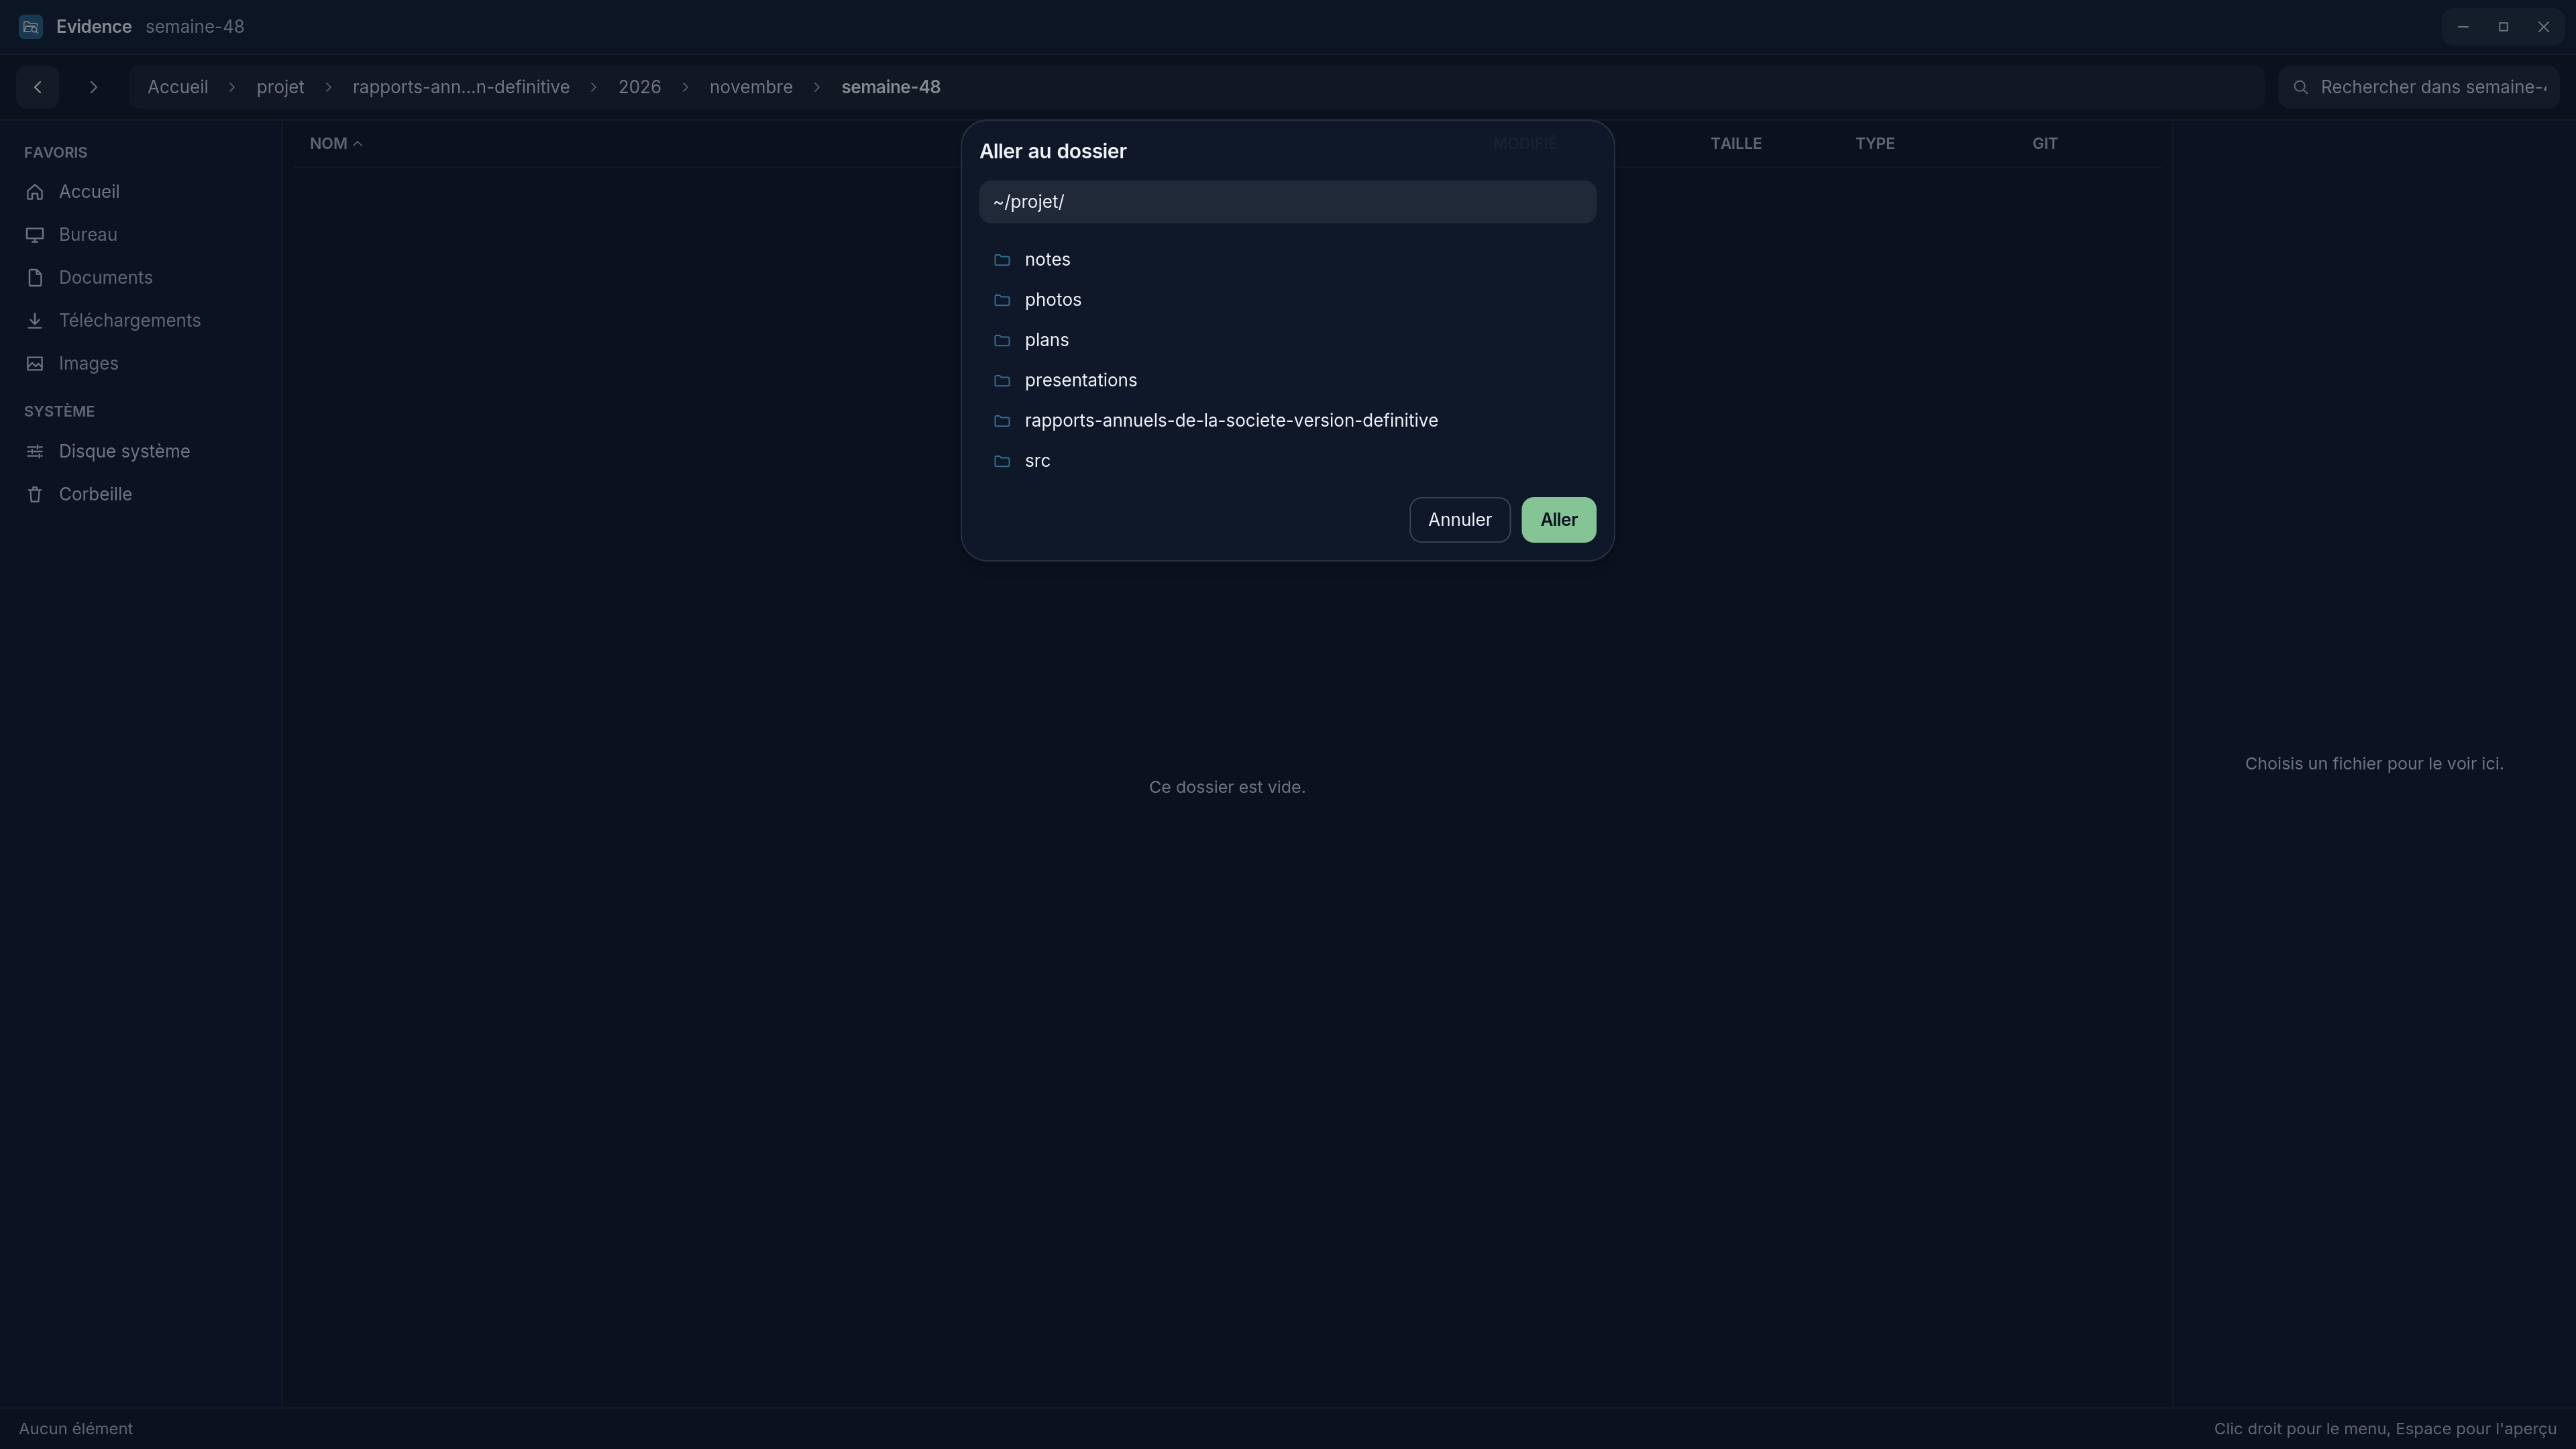 Evidence semaine-48
Accueil projet rapports-ann...n-definitive 2026 novembre semaine-48 Rechercher dans semaine-
FAVORIS
Accueil
Bureau
Documents
Téléchargements
Images
SYSTÈME
Disque système
Corbeille
NOM MODIFIÉ TAILLE TYPE GIT
Aller au dossier
~/projet/
notes
photos
plans
presentations
rapports-annuels-de-la-societe-version-definitive
src
Annuler Aller
Ce dossier est vide.
Choisis un fichier pour le voir ici.
Aucun élément
Clic droit pour le menu, Espace pour l'aperçu